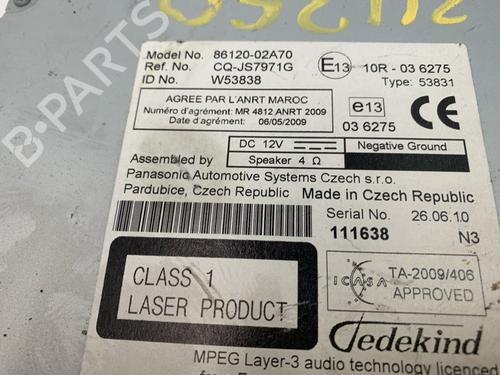 Model No. 86120-02A70
Ref. No. CQ-JS7971G
ID No. W53838
E13 10R - 03 6275
Type: 53831
AGREE PAR L'ANRT MAROC
Numéro d'agrément: MR 4812 ANRT 2009
Date d'agrément: 06/05/2009
e13
03 6275
CE
DC 12V
Negative Ground
Speaker 4 Ω
Assembled by
Panasonic Automotive Systems Czech s.r.o.
Pardubice, Czech Republic Made in Czech Republic
Serial No. 26.06.10
111638 N3
CLASS 1
LASER PRODUCT
ICASA
TA-2009/406
APPROVED
Dedekind
MPEG Layer-3 audio technology licenced